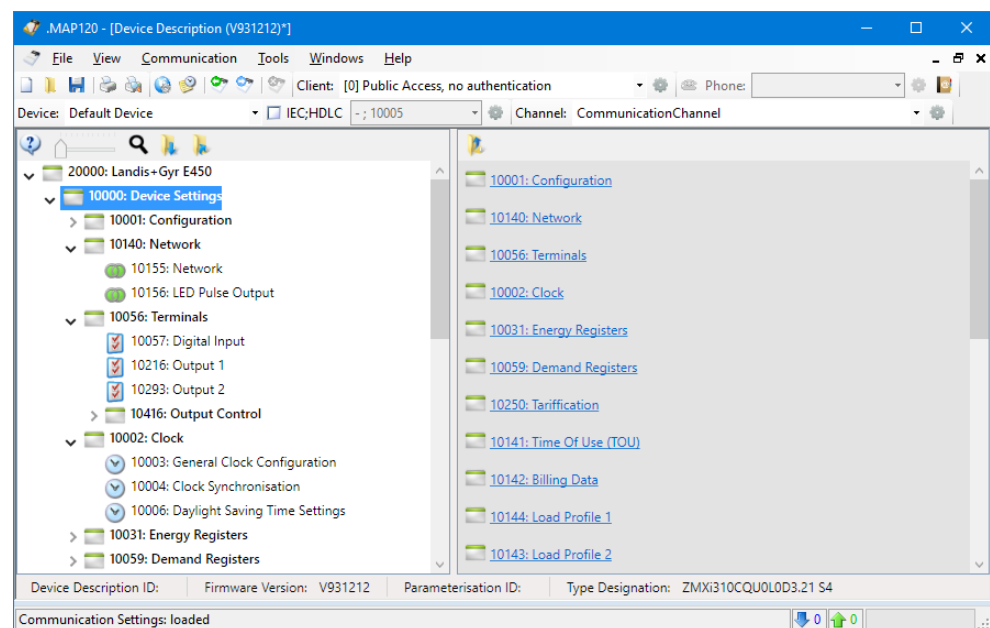 .MAP120 - [Device Description (V931212)*]
File View Communication Tools Windows Help
Client: [0] Public Access, no authentication Phone:
Device: Default Device IEC;HDLC - ; 10005 Channel: CommunicationChannel
20000: Landis+Gyr E450
10000: Device Settings
10001: Configuration
10140: Network
10155: Network
10156: LED Pulse Output
10056: Terminals
10057: Digital Input
10216: Output 1
10293: Output 2
10416: Output Control
10002: Clock
10003: General Clock Configuration
10004: Clock Synchronisation
10006: Daylight Saving Time Settings
10031: Energy Registers
10059: Demand Registers
10001: Configuration
10140: Network
10056: Terminals
10002: Clock
10031: Energy Registers
10059: Demand Registers
10250: Tariffication
10141: Time Of Use (TOU)
10142: Billing Data
10144: Load Profile 1
10143: Load Profile 2
Device Description ID: Firmware Version: V931212 Parameterisation ID: Type Designation: ZMXi310CQU0L0D3.21 S4
Communication Settings: loaded 0 0